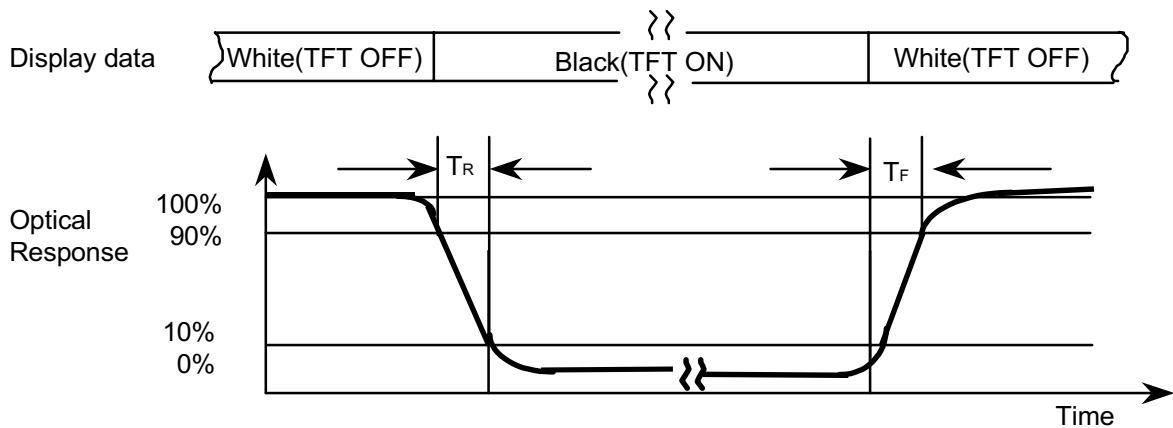 Display data
White(TFT OFF)
Black(TFT ON)
White(TFT OFF)
TR
TF
Optical
Response
100%
90%
10%
0%
Time